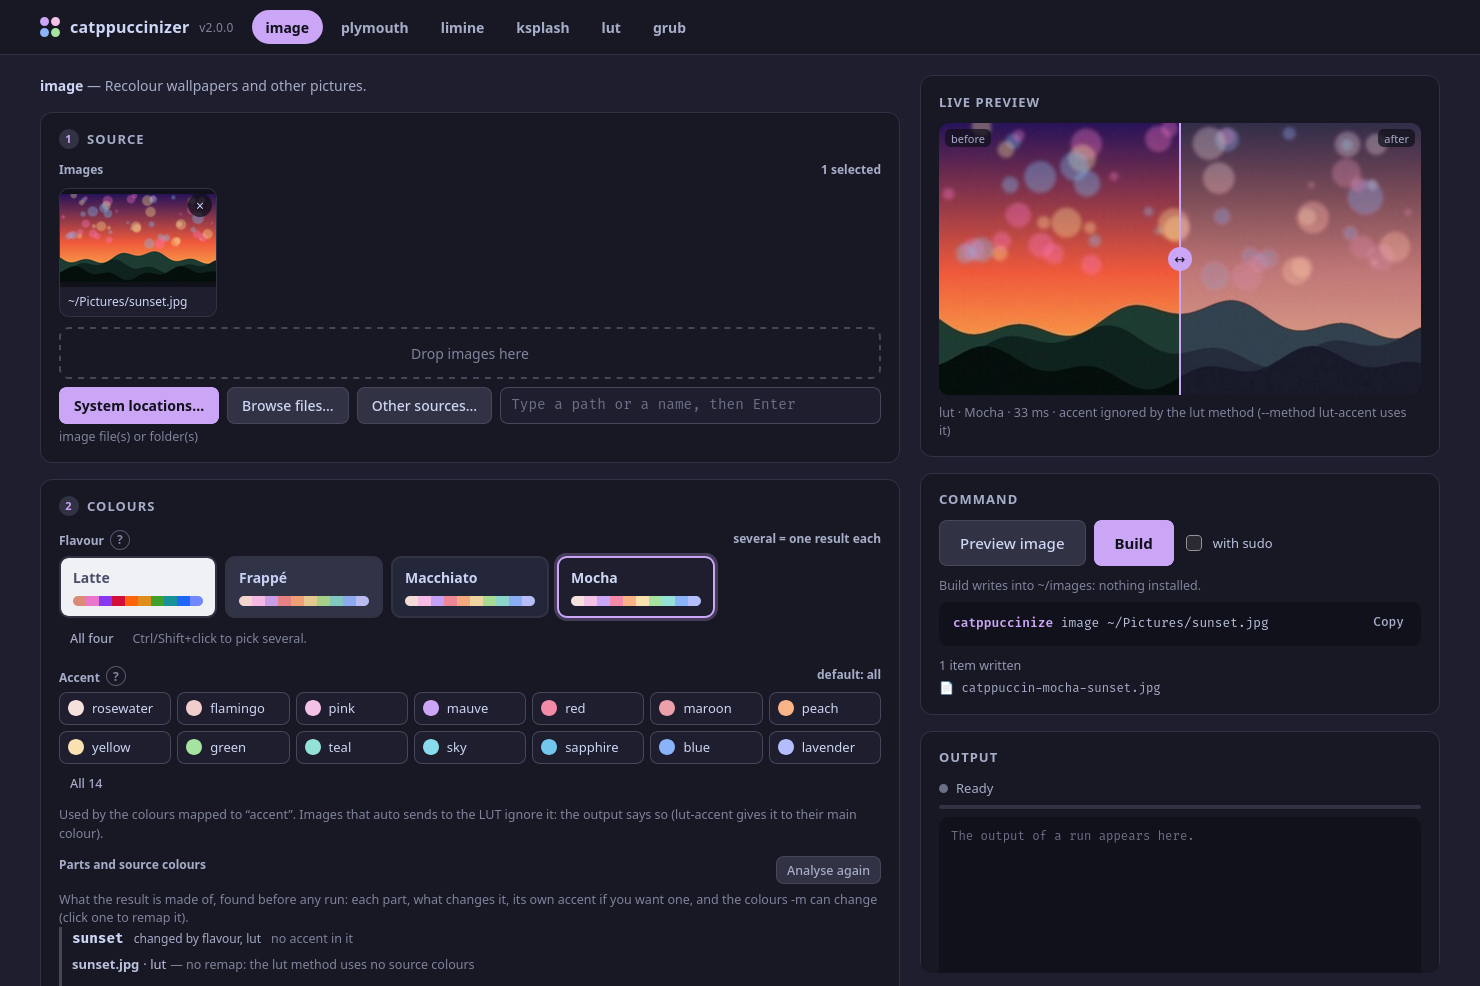 catppuccinizer v2.0.0 image plymouth limine ksplash lut grub
image — Recolour wallpapers and other pictures.
1 SOURCE
Images 1 selected
×
~/Pictures/sunset.jpg
Drop images here
System locations... Browse files... Other sources... Type a path or a name, then Enter
image file(s) or folder(s)
2 COLOURS
Flavour ? several = one result each
Latte Frappé Macchiato Mocha
All four Ctrl/Shift+click to pick several.
Accent ? default: all
rosewater flamingo pink mauve red maroon peach
yellow green teal sky sapphire blue lavender
All 14
Used by the colours mapped to “accent”. Images that auto sends to the LUT ignore it: the output says so (lut-accent gives it to their main
colour).
Parts and source colours Analyse again
What the result is made of, found before any run: each part, what changes it, its own accent if you want one, and the colours -m can change
(click one to remap it).
sunset changed by flavour, lut no accent in it
sunset.jpg · lut — no remap: the lut method uses no source colours
LIVE PREVIEW
before after
↔
lut · Mocha · 33 ms · accent ignored by the lut method (--method lut-accent uses
it)
COMMAND
Preview image Build with sudo
Build writes into ~/images: nothing installed.
catppuccinize image ~/Pictures/sunset.jpg Copy
1 item written
catppuccin-mocha-sunset.jpg
OUTPUT
Ready
The output of a run appears here.